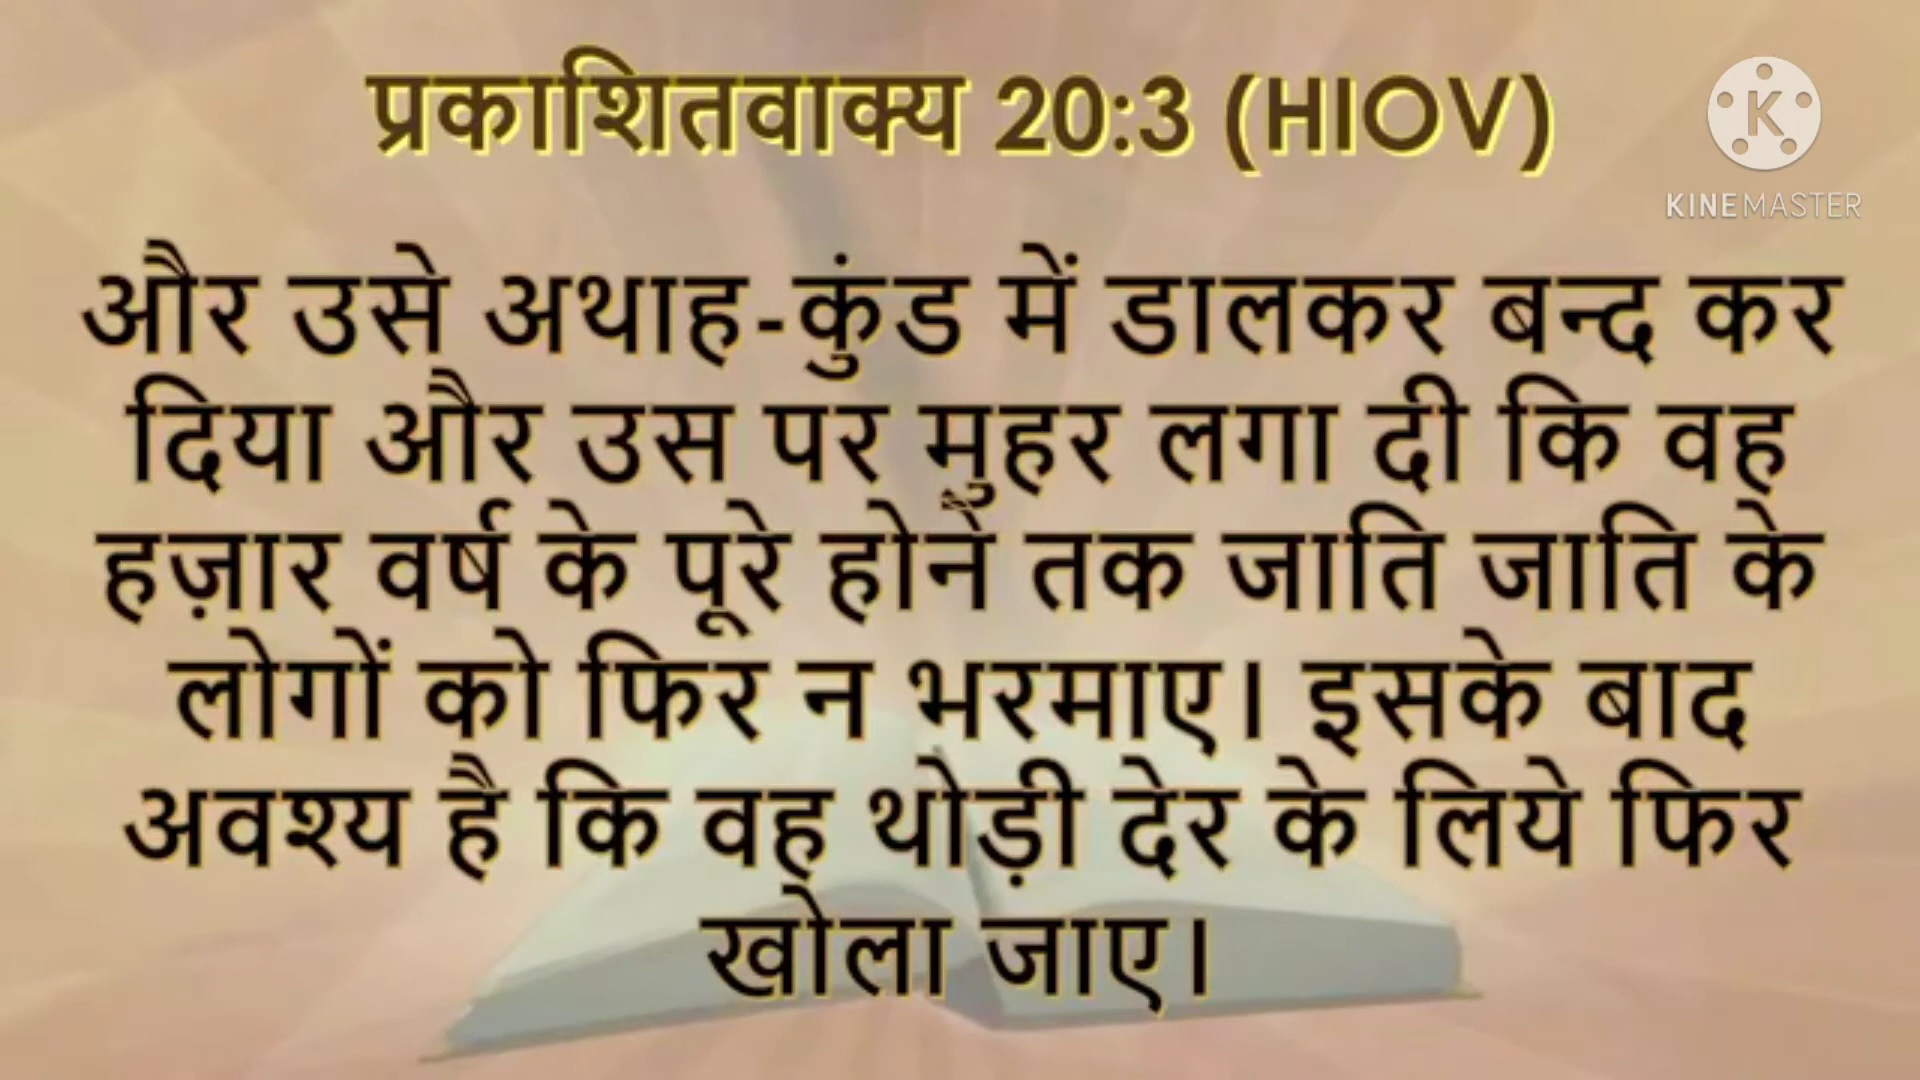 प्रकाशितवाक्य 20:3 (HIOV)
K
KINEMASTER
और उसे अथाह-कुंड में डालकर बन्द कर
दिया और उस पर मुहर लगा दी कि वह
हज़ार वर्ष के पूरे होने तक जाति जाति के
लोगों को फिर न भरमाए। इसके बाद
अवश्य है कि वह थोड़ी देर के लिये फिर
खोला जाए।